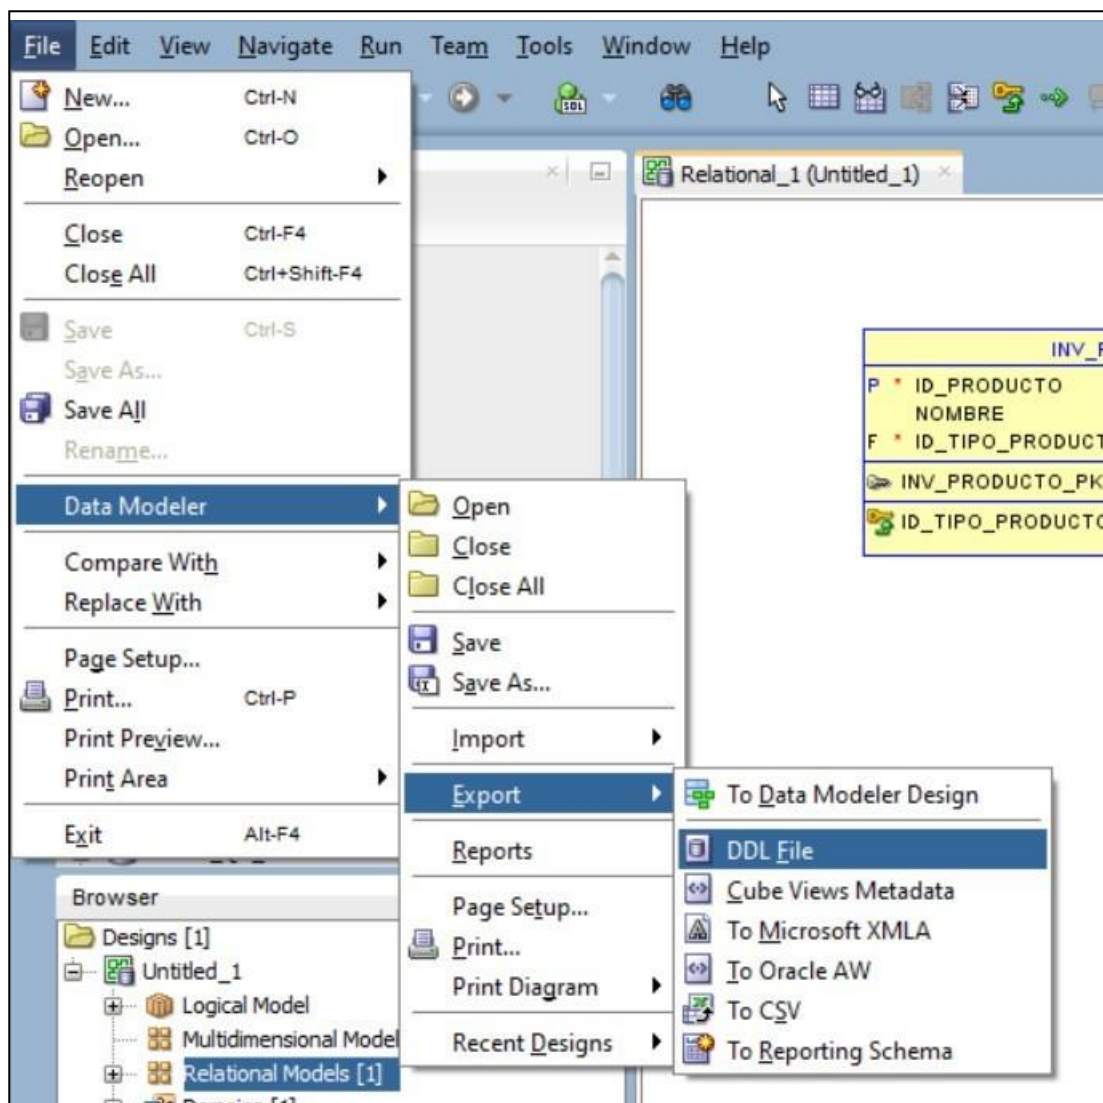 File Edit View Navigate Run Team Tools Window Help
New... Ctrl-N
Open... Ctrl-O
Reopen
Close Ctrl-F4
Close All Ctrl+Shift-F4
Save Ctrl-S
Save As...
Save All
Rename...
Data Modeler
Compare With
Replace With
Page Setup...
Print... Ctrl-P
Print Preview...
Print Area
Exit Alt-F4
Open
Close
Close All
Save
Save As...
Import
Export
Reports
Page Setup...
Print...
Print Diagram
Recent Designs
To Data Modeler Design
DDL File
Cube Views Metadata
To Microsoft XMLA
To Oracle AW
To CSV
To Reporting Schema
SQL
Relational_1 (Untitled_1)
INV_P
P * ID_PRODUCTO
NOMBRE
F * ID_TIPO_PRODUCT
INV_PRODUCTO_PK
ID_TIPO_PRODUCTO
Browser
Designs [1]
Untitled_1
Logical Model
Multidimensional Model
Relational Models [1]